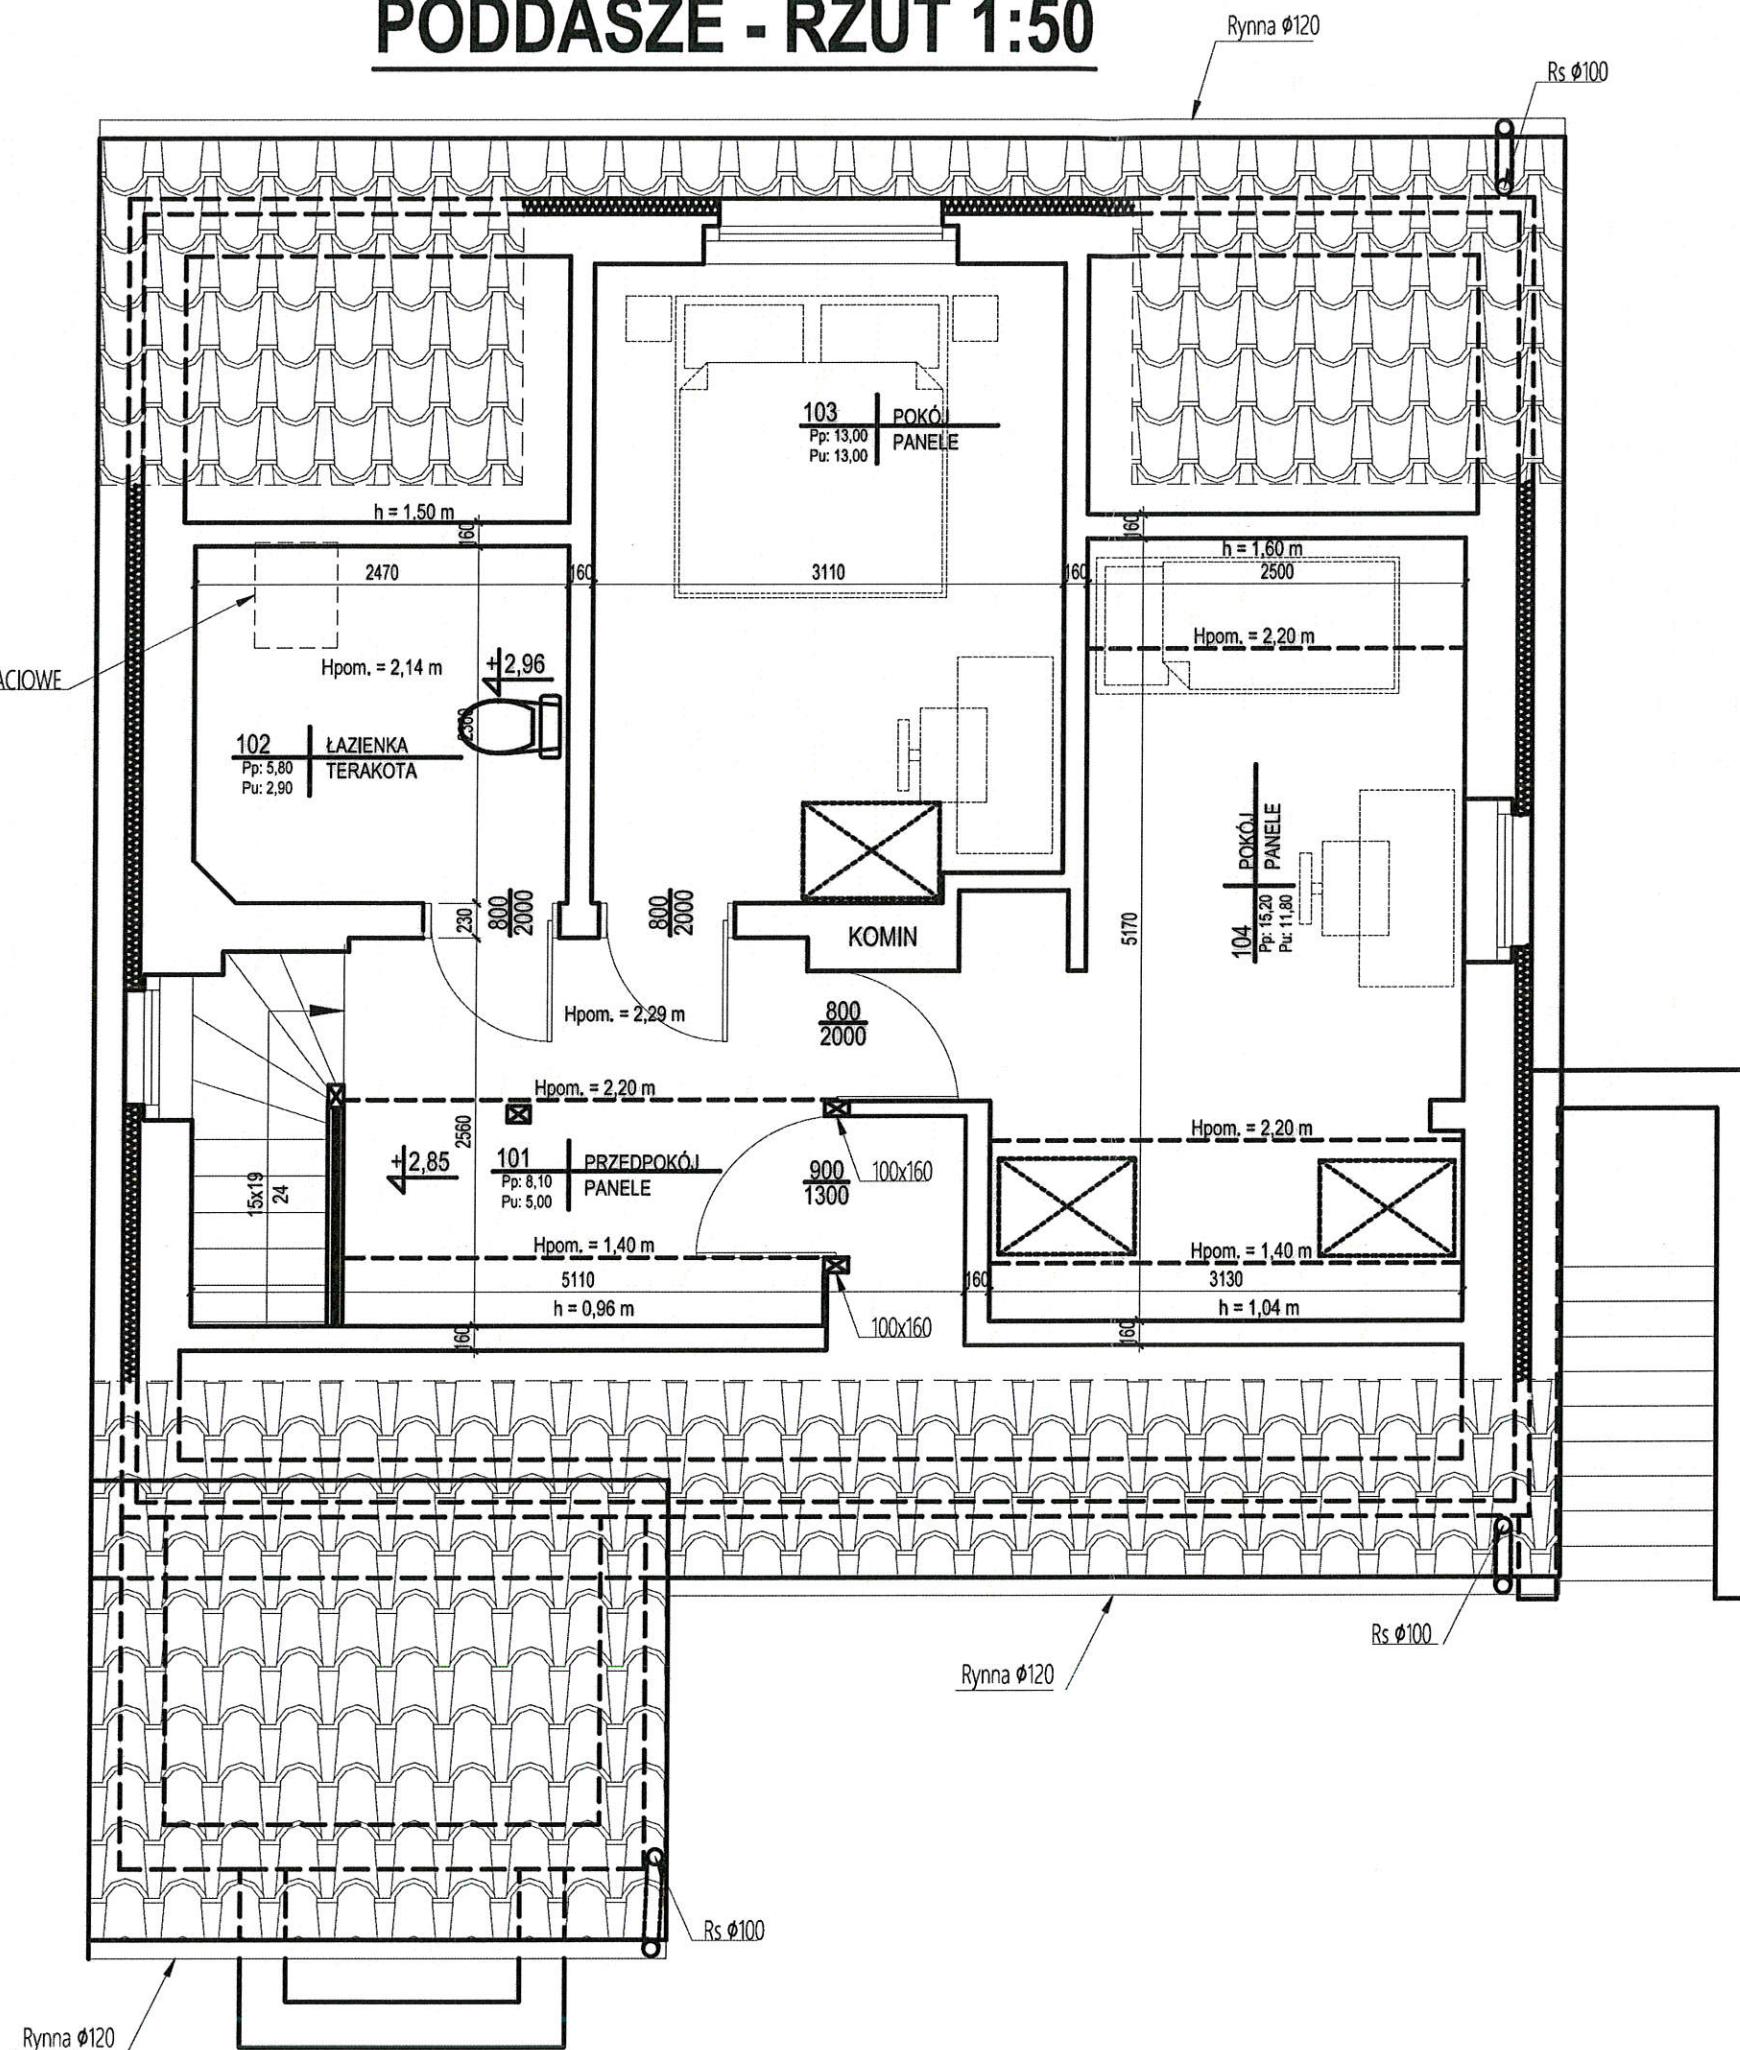 PODDASZE - RZUT 1:50
Rynna ϕ120
Rs ϕ100
103 POKÓJ
Pp: 13,00 PANELE
Pu: 13,00
h = 1,50 m
160
160
h = 1,60 m
2470
160
3110
160
2500
Hpom. = 2,20 m
Hpom. = 2,14 m
+2,96
102 ŁAZIENKA
Pp: 5,80 TERAKOTA
Pu: 2,90
104 POKÓJ
Pp: 15,20 PANELE
Pu: 11,80
230
800
2000
800
2000
KOMIN
5170
Hpom. = 2,29 m
800
2000
Hpom. = 2,20 m
2560
Hpom. = 2,20 m
+2,85
101 PRZEDPOKÓJ
Pp: 8,10 PANELE
Pu: 5,00
900
1300
100x160
15x19
24
Hpom. = 1,40 m
Hpom. = 1,40 m
5110
160
3130
h = 0,96 m
h = 1,04 m
160
100x160
160
Rs ϕ100
Rynna ϕ120
Rs ϕ100
Rynna ϕ120